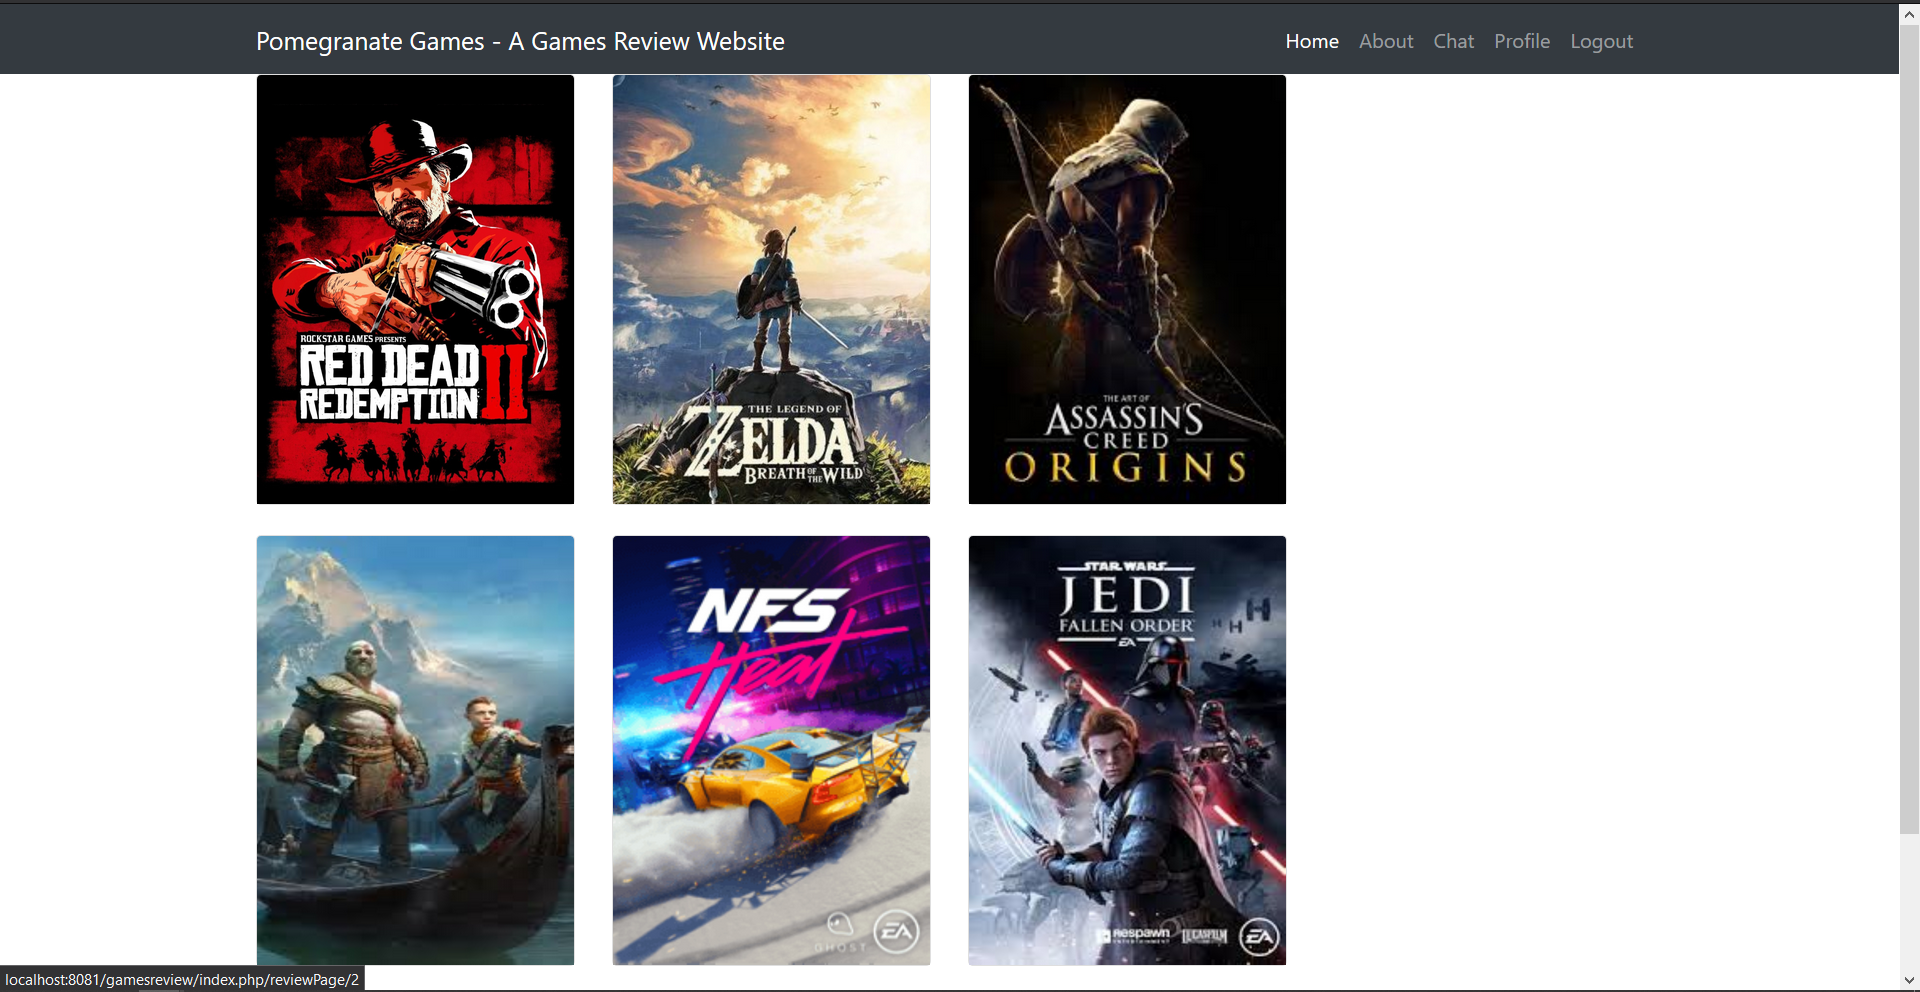 Pomegranate Games - A Games Review Website
Home About Chat Profile Logout
ROCKSTAR GAMES PRESENTS
RED DEAD
REDEMPTION II
THE LEGEND OF
ZELDA
BREATH OF THE WILD
THE ART OF
ASSASSIN'S
CREED
ORIGINS
NFS
Heat
GHOST
EA
STAR WARS
JEDI
FALLEN ORDER
EA
Respawn
ENTERTAINMENT
LUCASFILM
EA
localhost:8081/gamesreview/index.php/reviewPage/2